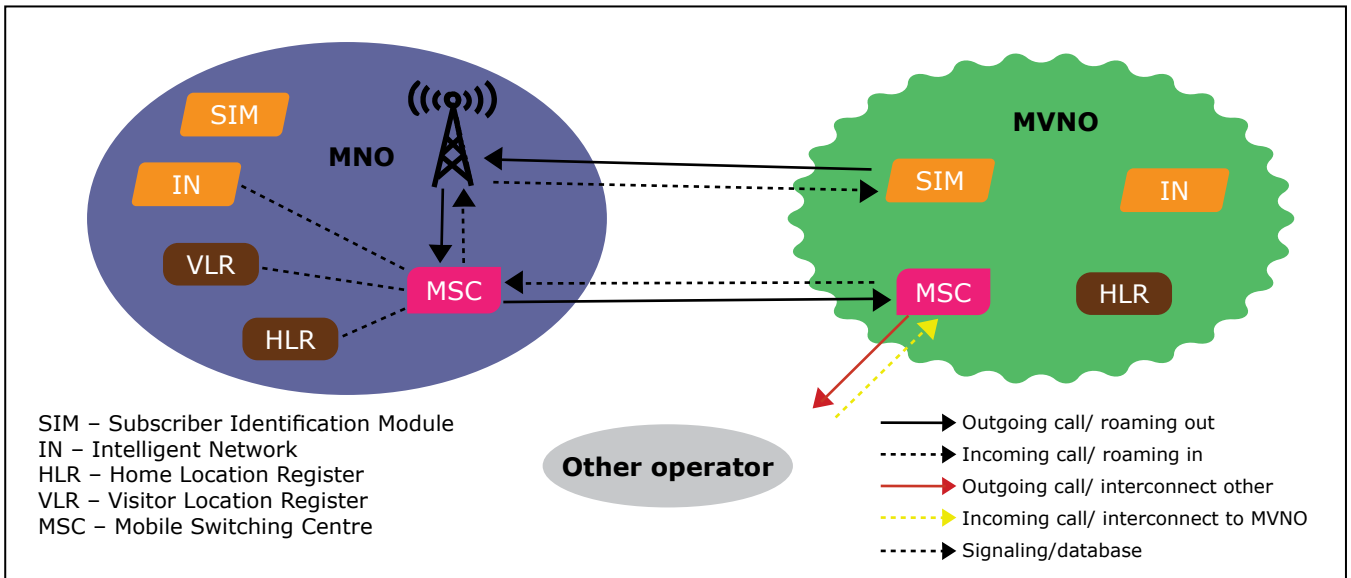 SIM
MNO
IN
VLR
MSC
HLR
MVNO
SIM
IN
MSC
HLR
SIM – Subscriber Identification Module
IN – Intelligent Network
HLR – Home Location Register
VLR – Visitor Location Register
MSC – Mobile Switching Centre
Other operator
Outgoing call/ roaming out
Incoming call/ roaming in
Outgoing call/ interconnect other
Incoming call/ interconnect to MVNO
Signaling/database